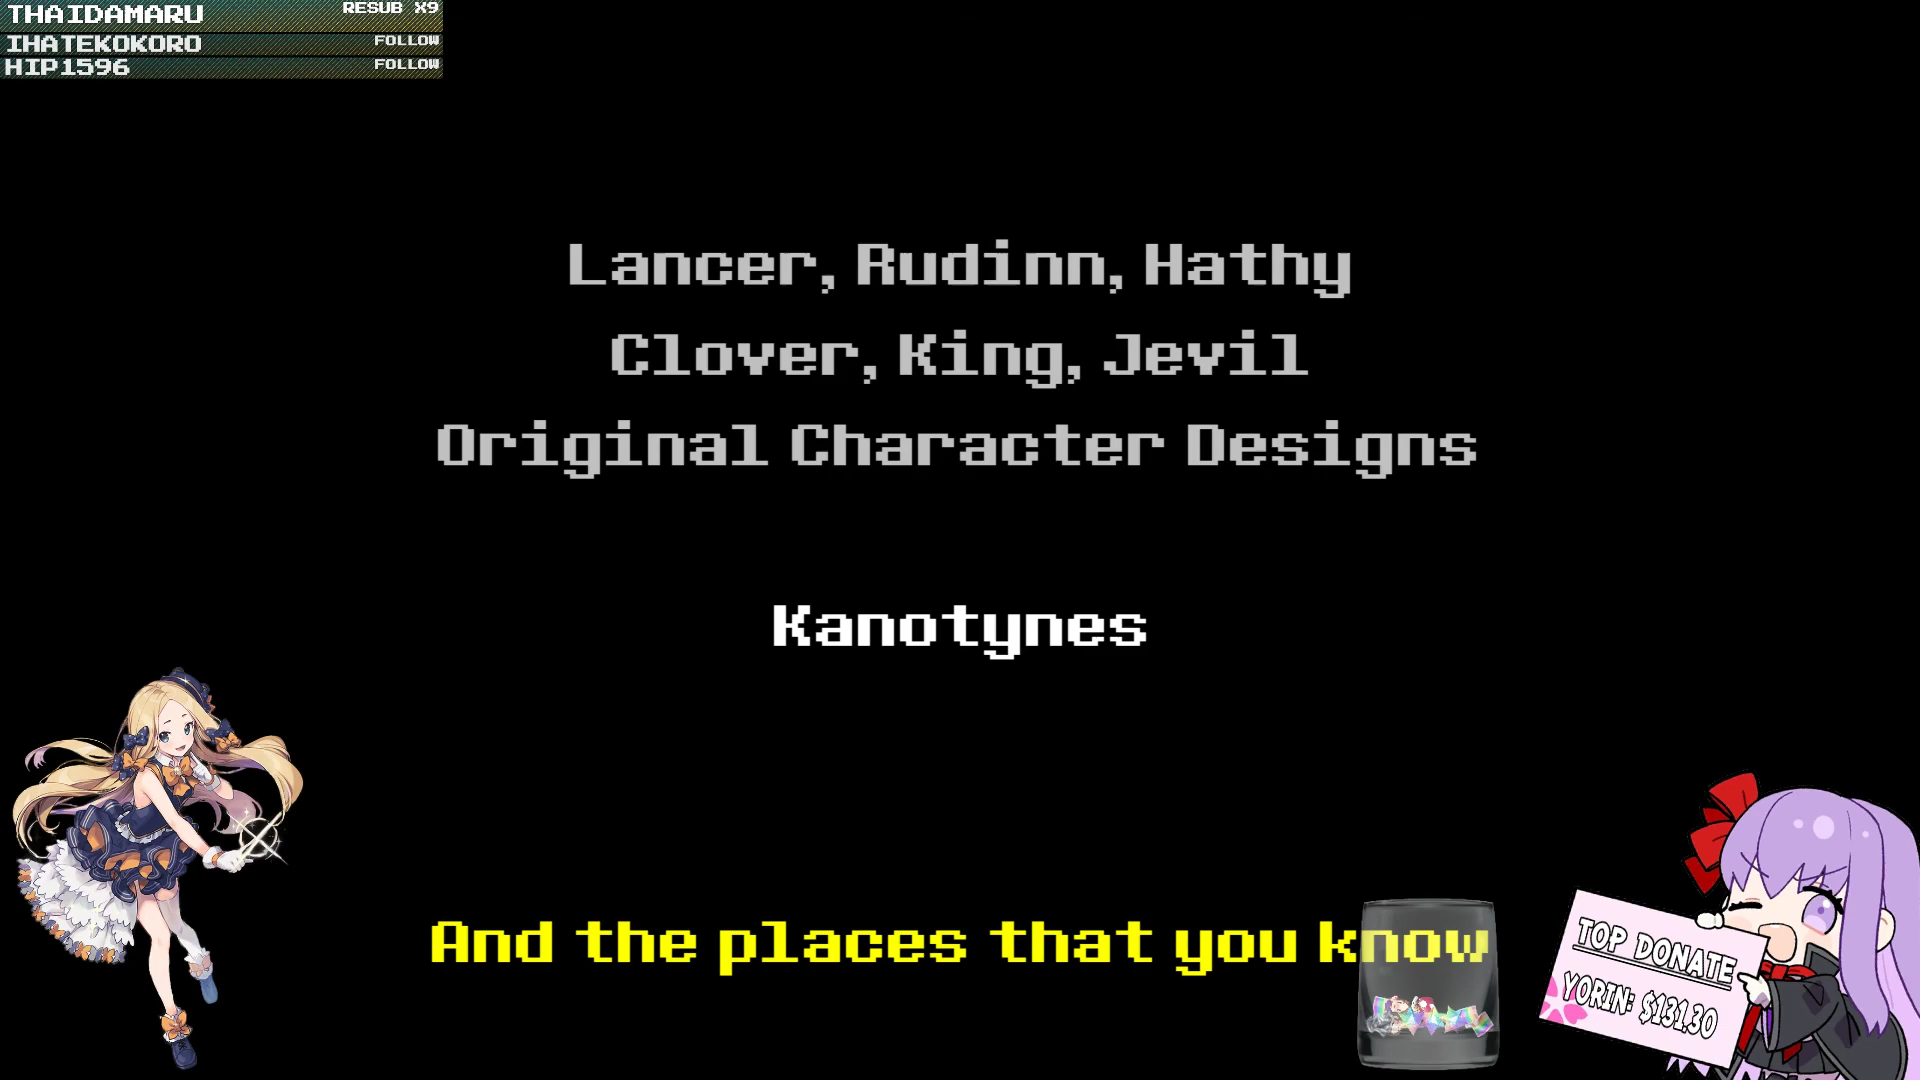 THAIDAMARU RESUB X9
IHATEKOKORO FOLLOW
HIP1596 FOLLOW
Lancer, Rudinn, Hathy
Clover, King, Jevil
Original Character Designs
Kanotynes
And the places that you know
TOP DONATE
YORIN: $131.30